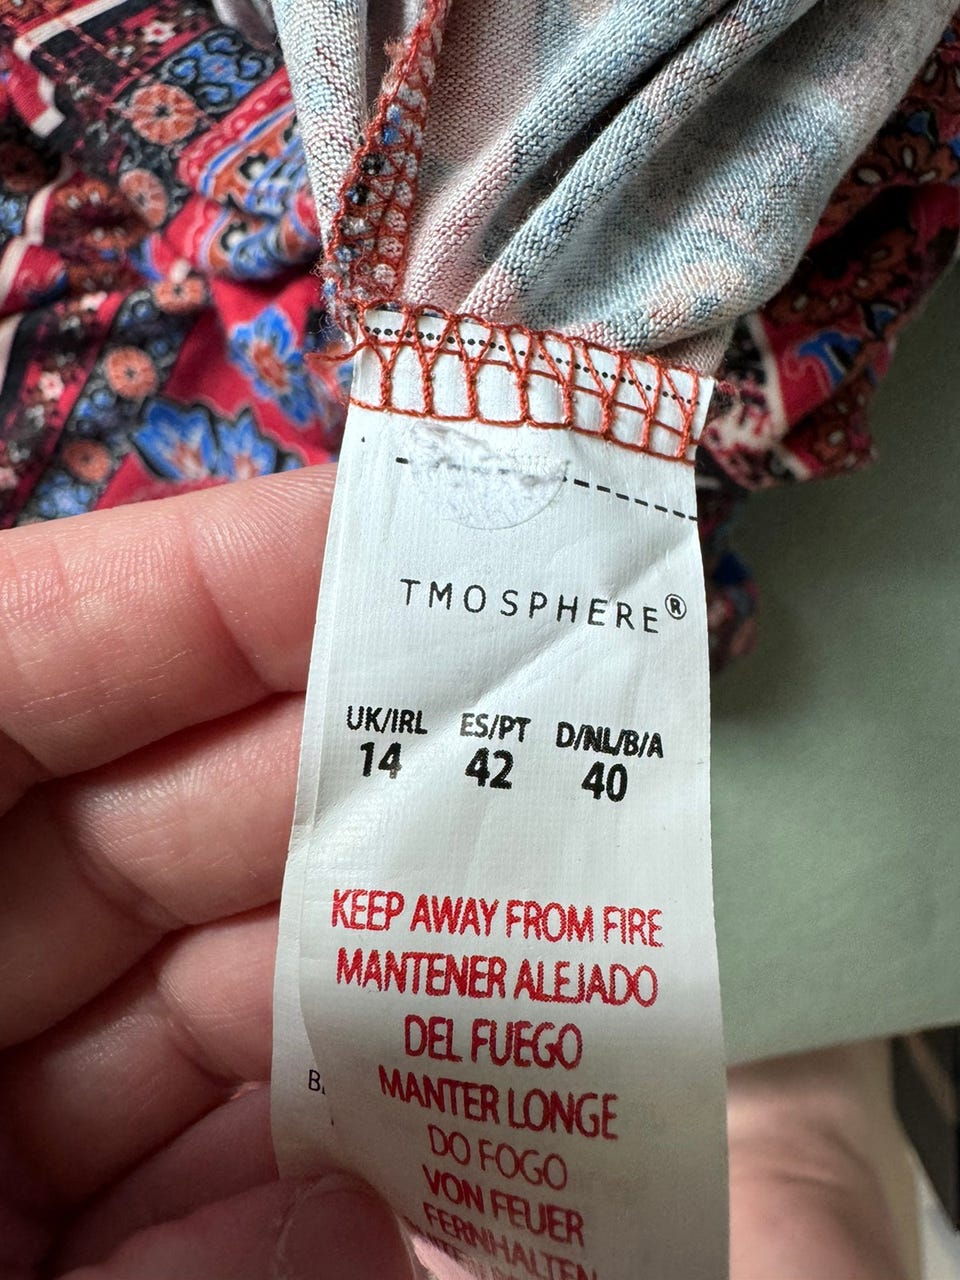 TMOSPHERE®
UK/IRL ES/PT D/NL/B/A
14 42 40
KEEP AWAY FROM FIRE
MANTENER ALEJADO
DEL FUEGO
MANTER LONGE
DO FOGO
VON FEUER
FERNHALTEN